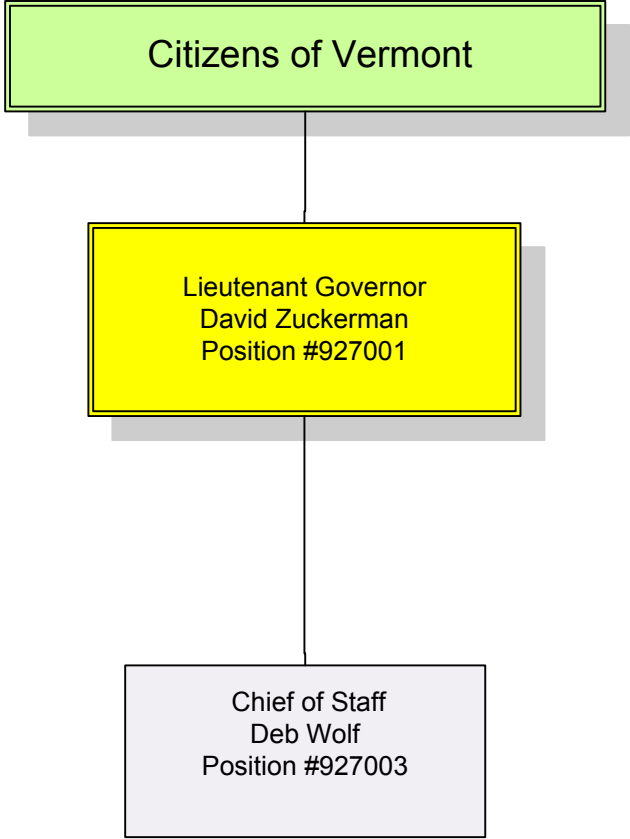 Citizens of Vermont
Lieutenant Governor
David Zuckerman
Position #927001
Chief of Staff
Deb Wolf
Position #927003